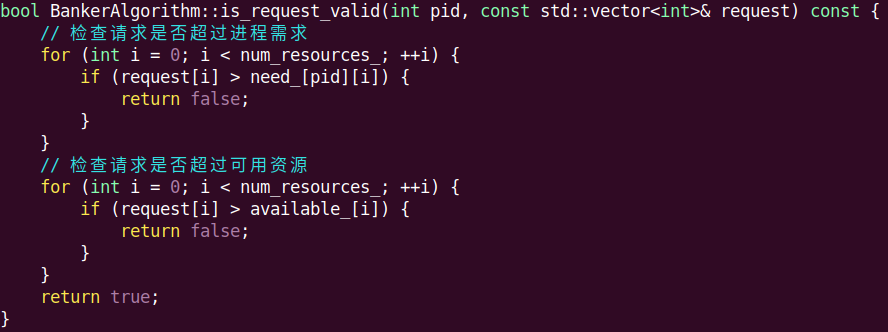 bool BankerAlgorithm::is_request_valid(int pid, const std::vector<int>& request) const {
    // 检查请求是否超过进程需求
    for (int i = 0; i < num_resources_; ++i) {
        if (request[i] > need_[pid][i]) {
            return false;
        }
    }
    // 检查请求是否超过可用资源
    for (int i = 0; i < num_resources_; ++i) {
        if (request[i] > available_[i]) {
            return false;
        }
    }
    return true;
}